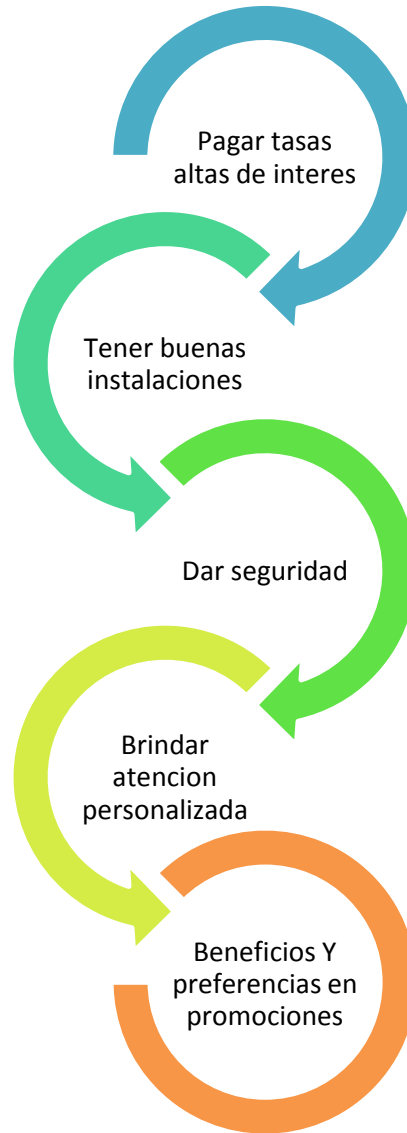 Pagar tasas
altas de interes
Tener buenas
instalaciones
Dar seguridad
Brindar
atencion
personalizada
Beneficios Y
preferencias en
promociones